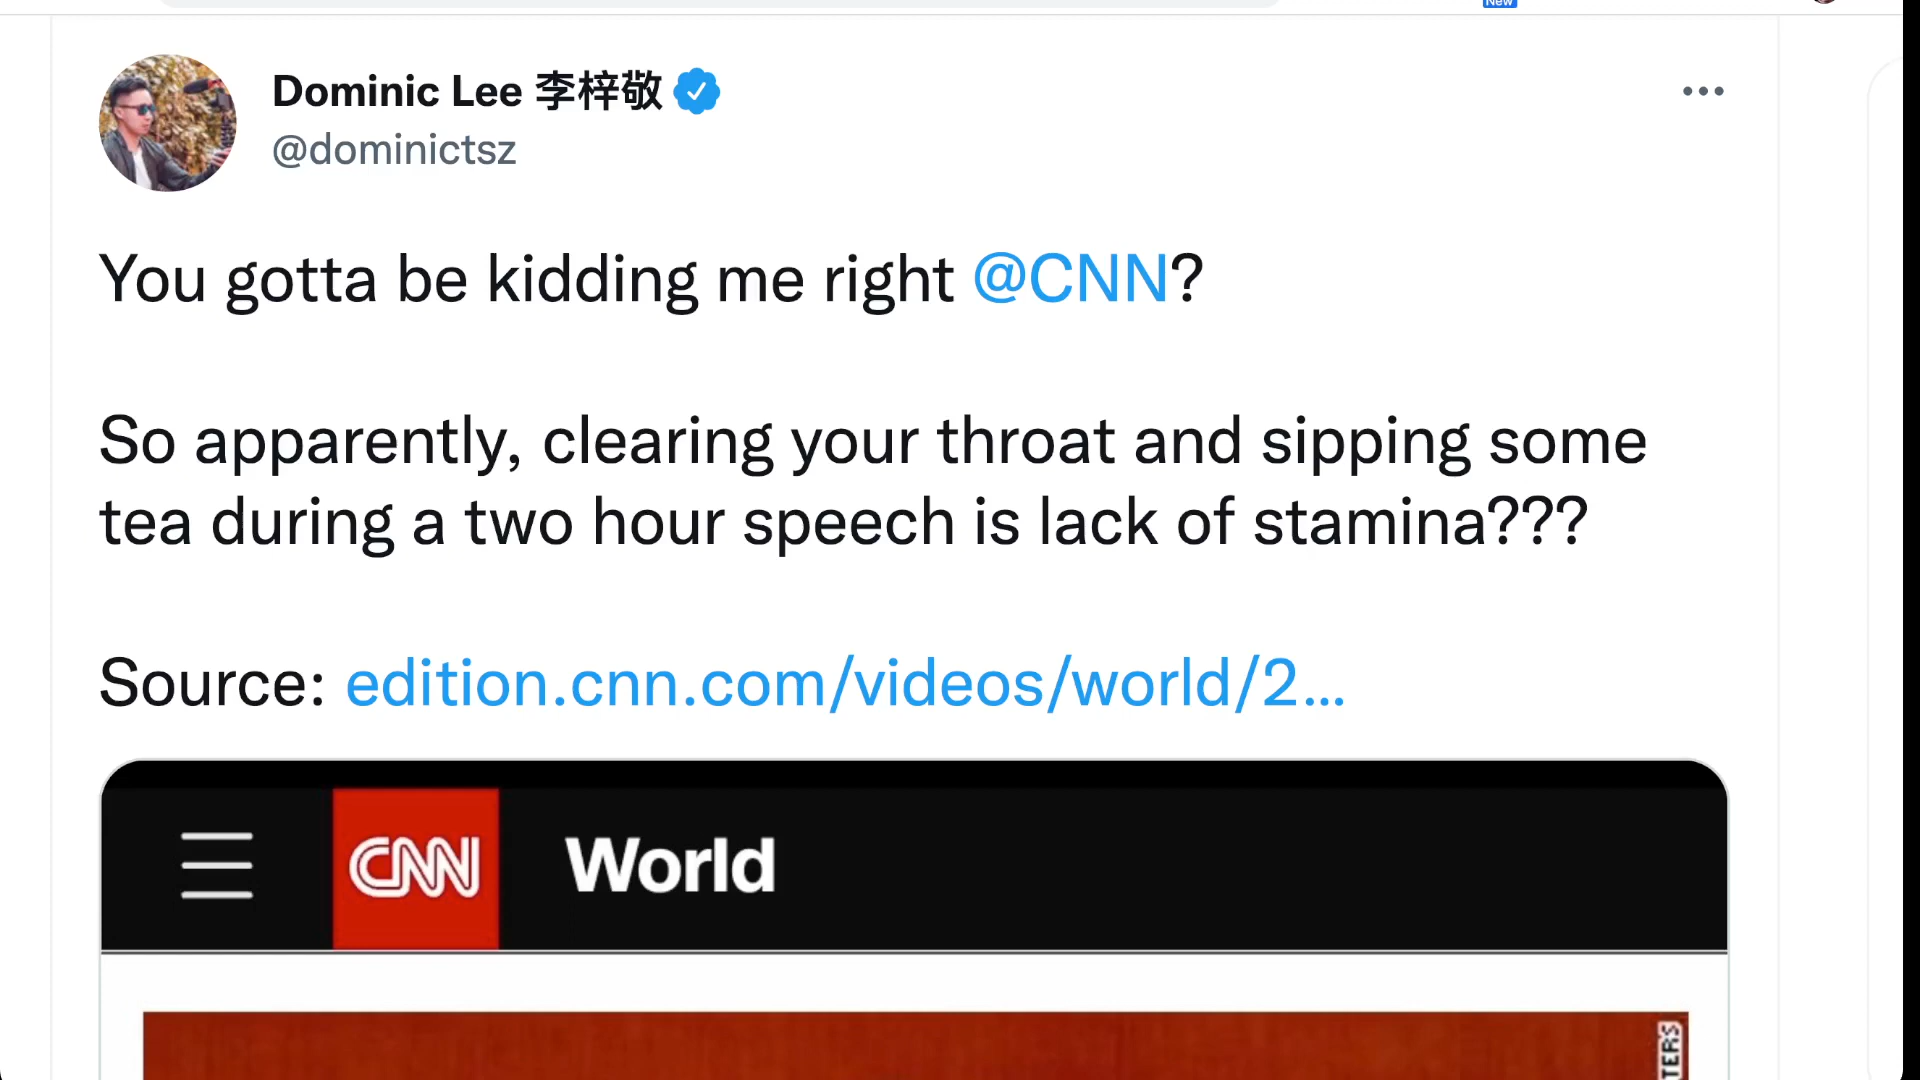 New
Dominic Lee 李梓敬
@dominictsz
You gotta be kidding me right @CNN?
So apparently, clearing your throat and sipping some
tea during a two hour speech is lack of stamina???
Source: edition.cnn.com/videos/world/2...
CNN World
TERS